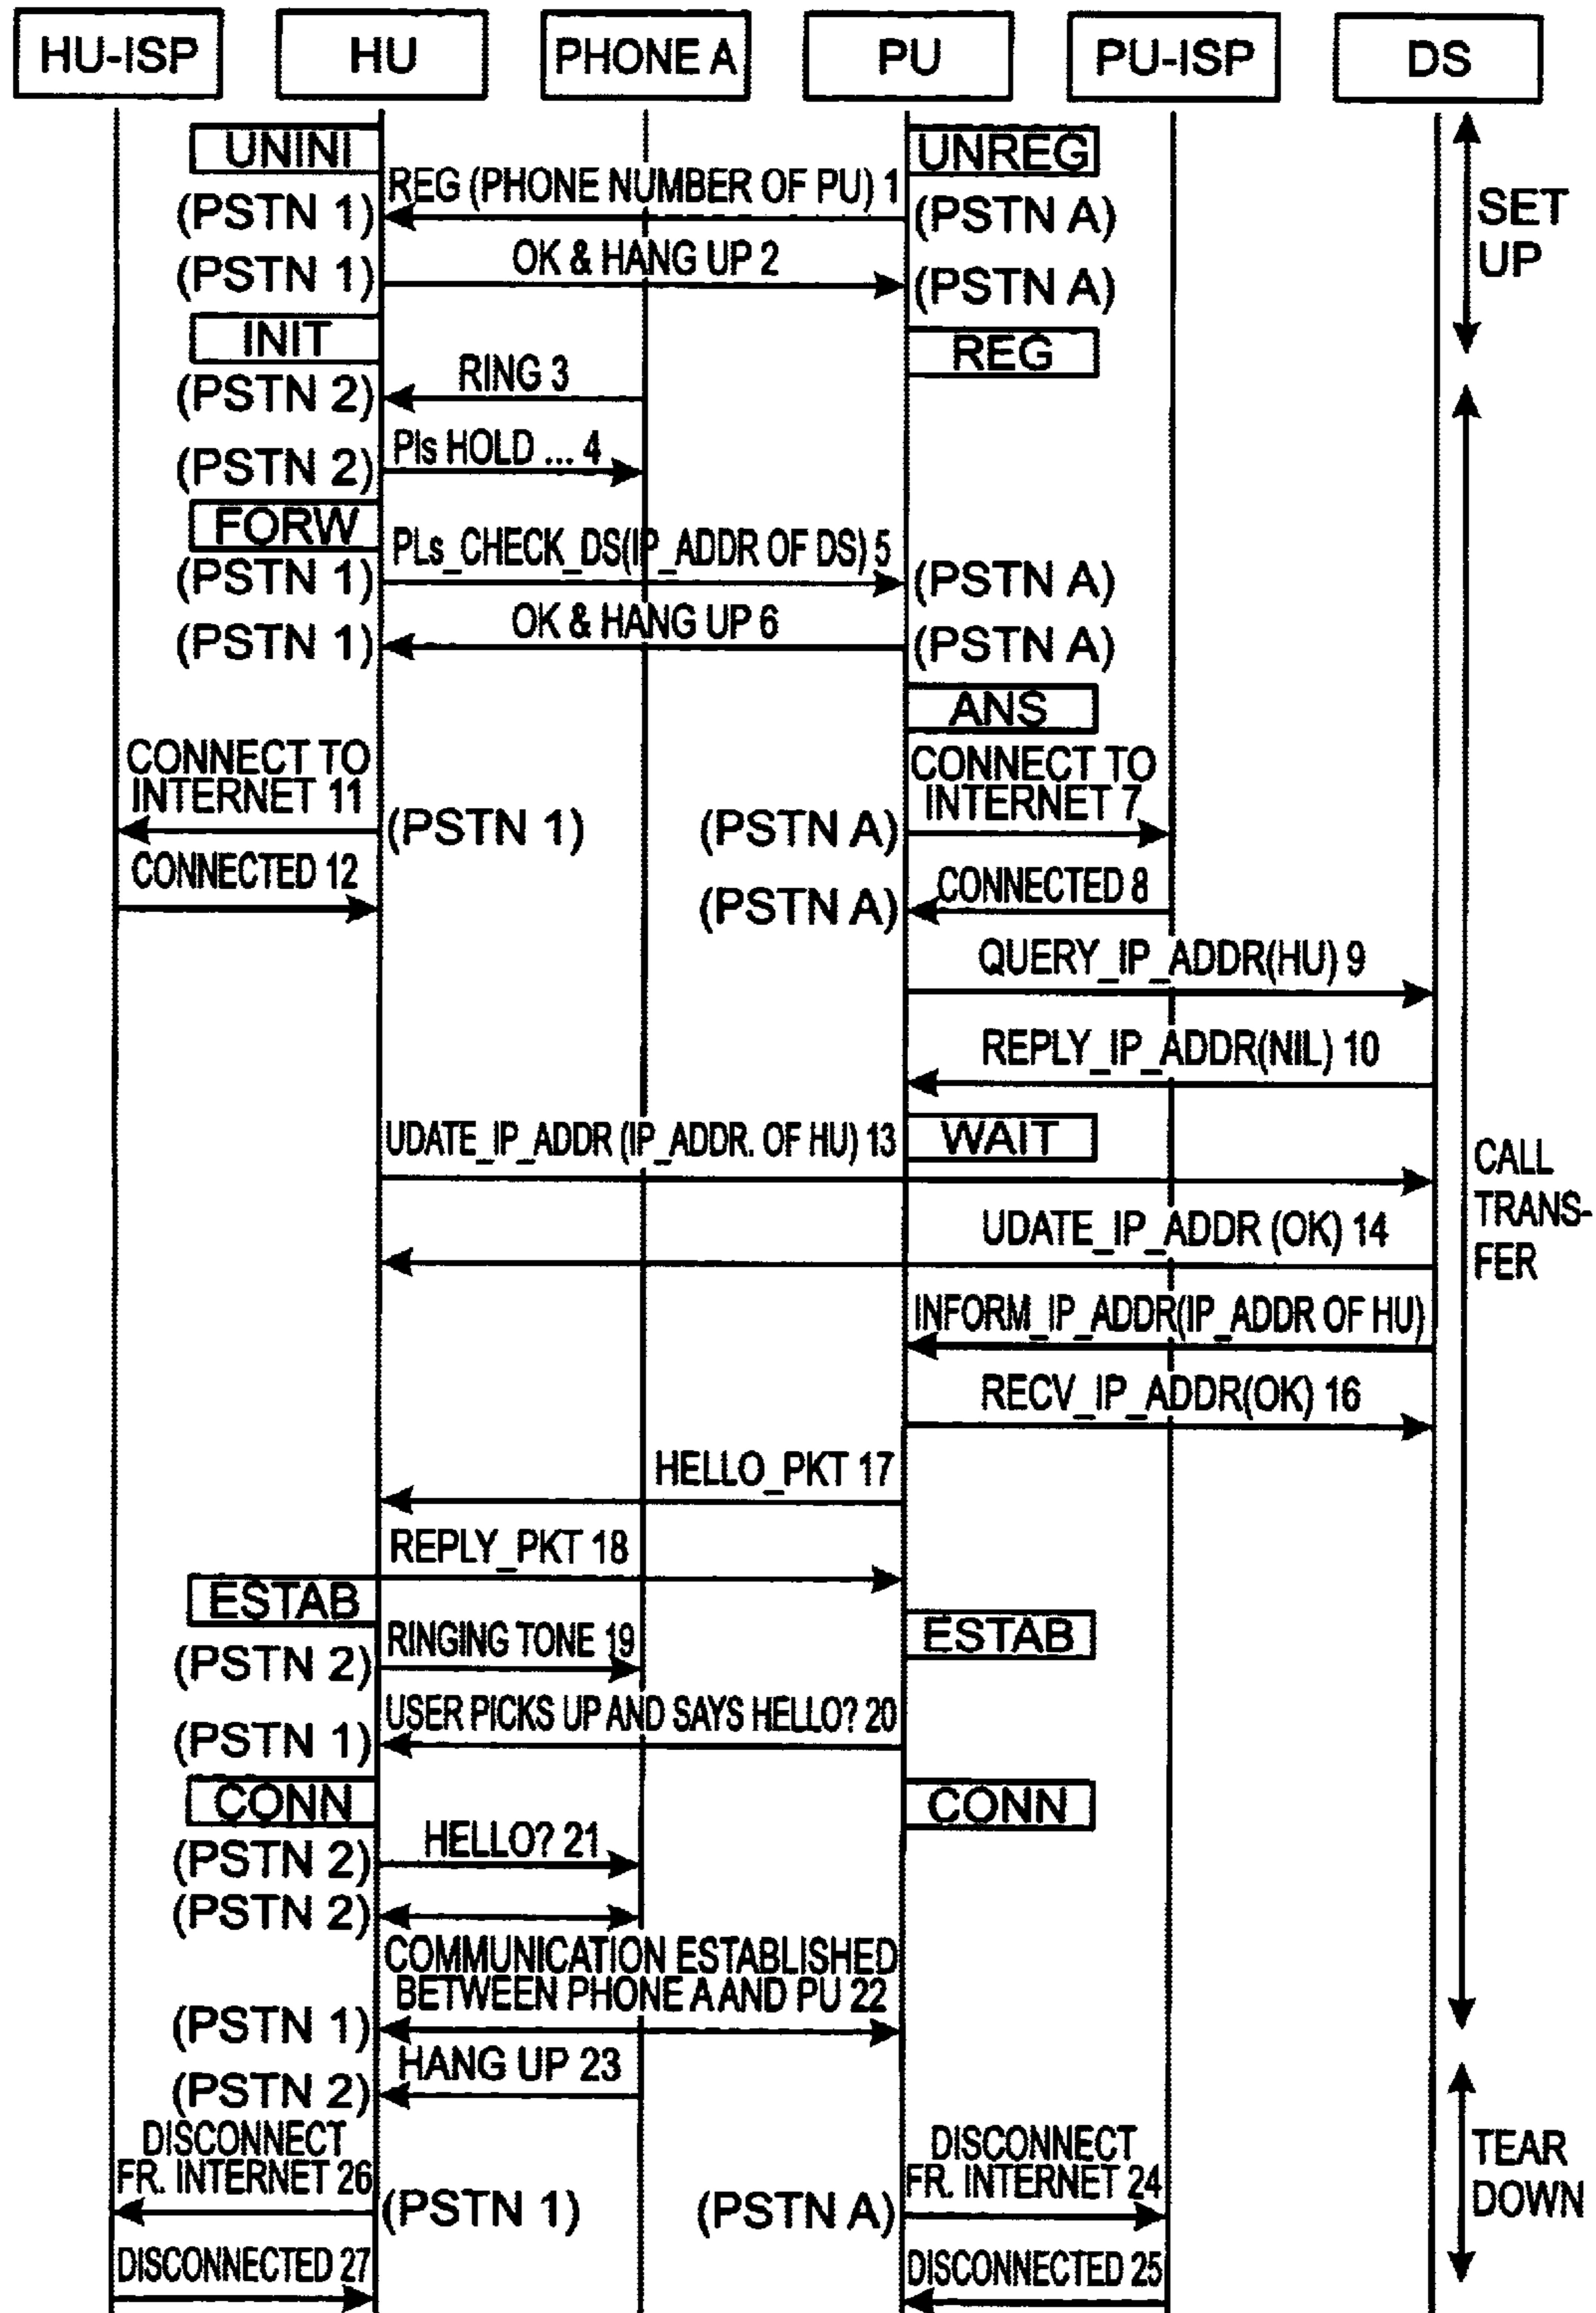 HU-ISP
HU
PHONE A
PU
PU-ISP
DS
UNINI
UNREG
REG (PHONE NUMBER OF PU) 1
(PSTN 1)
(PSTN A)
SET
UP
OK & HANG UP 2
(PSTN 1)
(PSTN A)
INIT
REG
RING 3
(PSTN 2)
Pls HOLD ... 4
(PSTN 2)
FORW
PLs_CHECK_DS(IP_ADDR OF DS) 5
(PSTN 1)
(PSTN A)
OK & HANG UP 6
(PSTN 1)
(PSTN A)
ANS
CONNECT TO
INTERNET 11
CONNECT TO
INTERNET 7
(PSTN 1)
(PSTN A)
CONNECTED 12
CONNECTED 8
(PSTN A)
QUERY_IP_ADDR(HU) 9
REPLY_IP_ADDR(NIL) 10
UDATE_IP_ADDR (IP_ADDR. OF HU) 13
WAIT
CALL
TRANS-
FER
UDATE_IP_ADDR (OK) 14
INFORM_IP_ADDR(IP_ADDR OF HU)
RECV_IP_ADDR(OK) 16
HELLO_PKT 17
REPLY_PKT 18
ESTAB
ESTAB
RINGING TONE 19
(PSTN 2)
USER PICKS UP AND SAYS HELLO? 20
(PSTN 1)
CONN
CONN
HELLO? 21
(PSTN 2)
(PSTN 2)
COMMUNICATION ESTABLISHED
BETWEEN PHONE A AND PU 22
(PSTN 1)
HANG UP 23
(PSTN 2)
DISCONNECT
FR. INTERNET 26
DISCONNECT
FR. INTERNET 24
(PSTN 1)
(PSTN A)
TEAR
DOWN
DISCONNECTED 27
DISCONNECTED 25